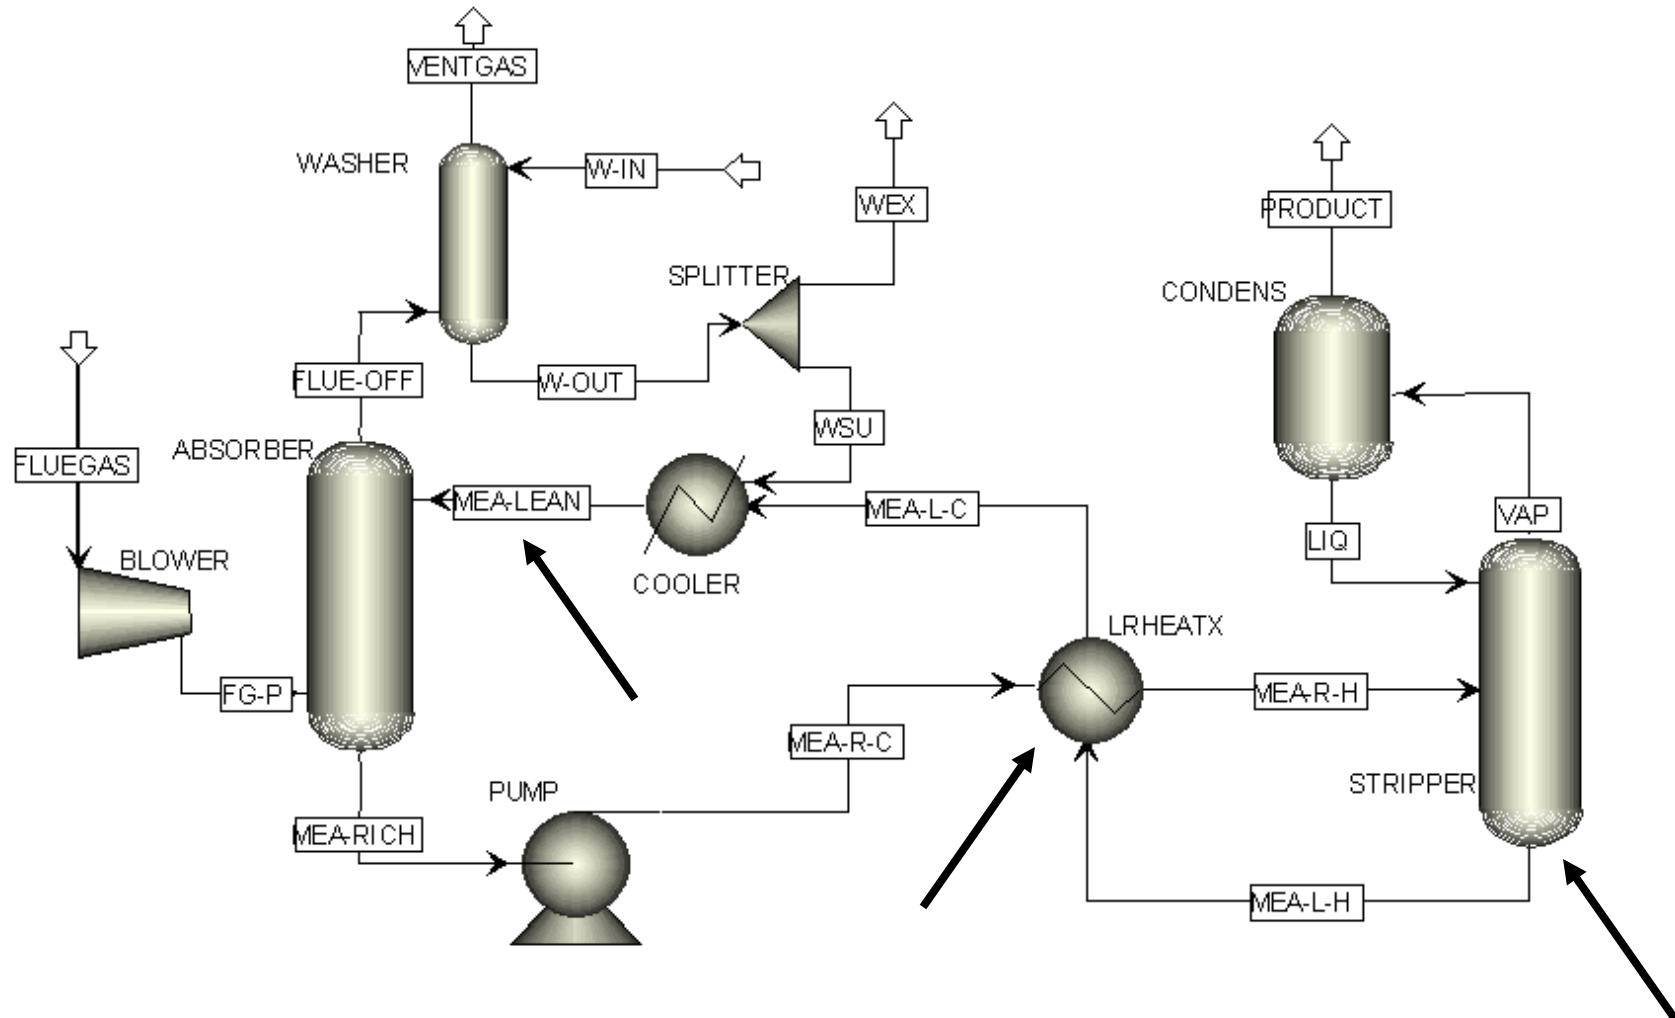 VENTGAS
WASHER
W-IN
WEX
PRODUCT
SPLITTER
CONDENS
FLUE-OFF
W-OUT
WSU
ABSORBER
FLUEGAS
MEA-LEAN
MEA-L-C
VAP
LIQ
BLOWER
COOLER
LRHEATX
FG-P
MEA-R-H
MEA-R-C
STRIPPER
PUMP
MEA-RICH
MEA-L-H